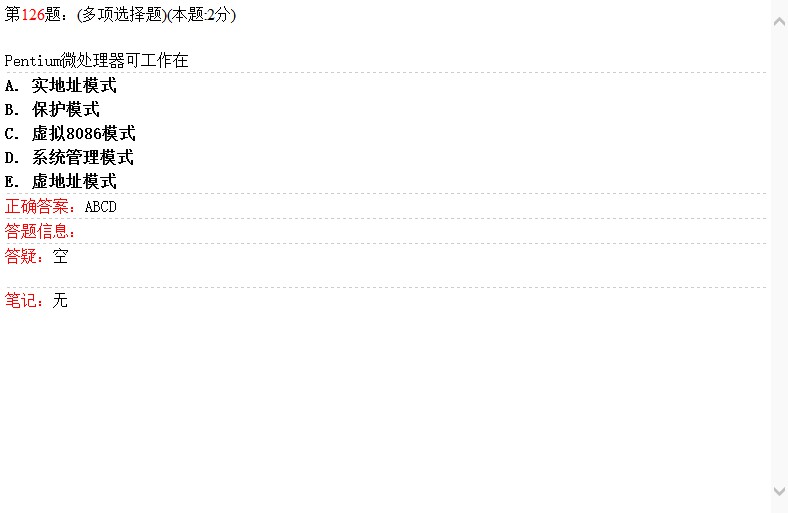 第126题：(多项选择题)(本题:2分)
Pentium微处理器可工作在
A. 实地址模式
B. 保护模式
C. 虚拟8086模式
D. 系统管理模式
E. 虚地址模式
正确答案：ABCD
答题信息：
答疑：空
笔记：无